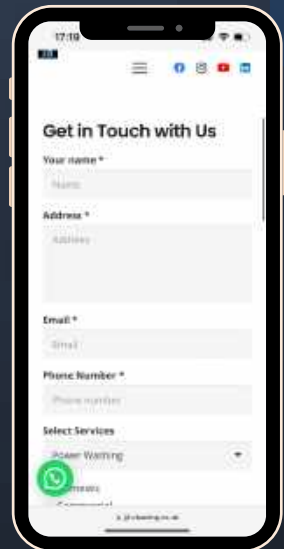 17:19
Get in Touch with Us
Your name *
Name
Address *
Address
Email *
Email
Phone Number *
Phone number
Select Services
Power Washing
Commercial